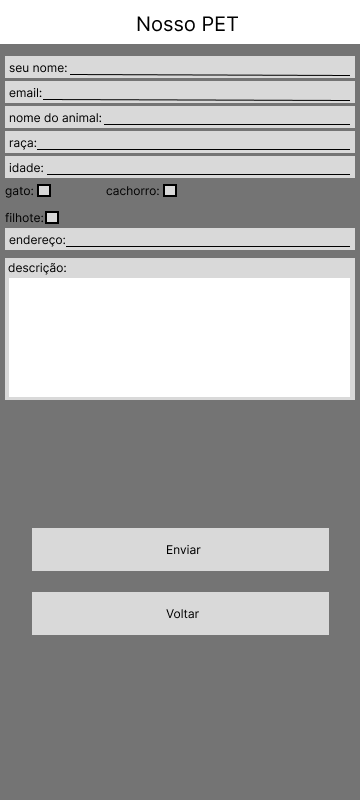 Nosso PET
seu nome:
email:
nome do animal:
raça:
idade:
gato: cachorro:
filhote:
endereço:
descrição:
Enviar
Voltar